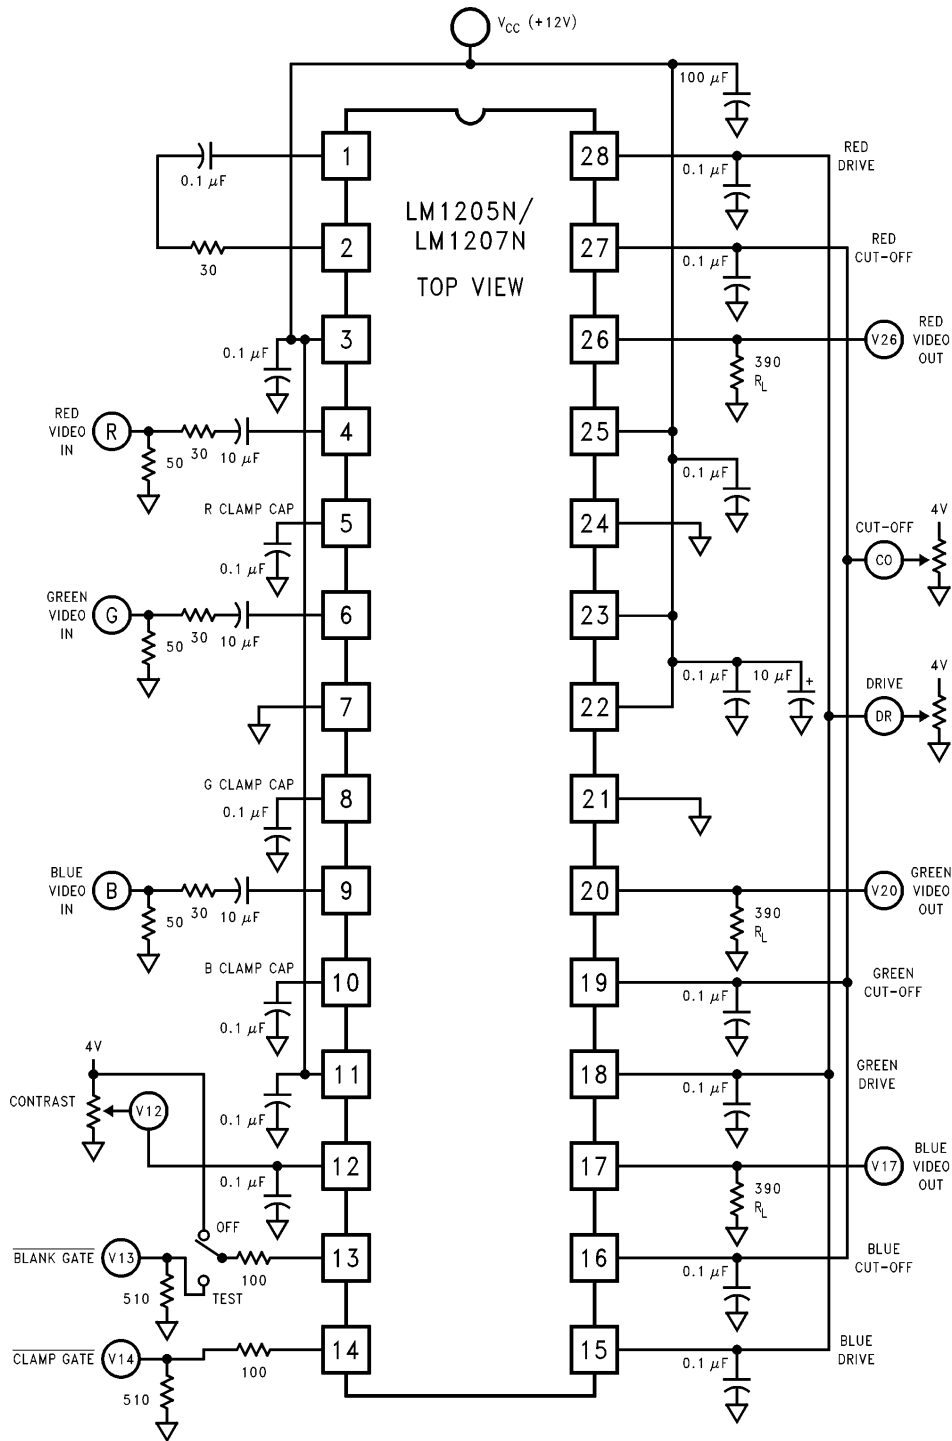 V_CC (+12V)
100 μF
LM1205N/
LM1207N
TOP VIEW
1
0.1 μF
2
30
3
0.1 μF
RED
VIDEO
IN
R
50
30
10 μF
4
R CLAMP CAP
5
0.1 μF
GREEN
VIDEO
IN
G
50
30
10 μF
6
7
G CLAMP CAP
8
0.1 μF
BLUE
VIDEO
IN
B
50
30
10 μF
9
B CLAMP CAP
10
0.1 μF
11
0.1 μF
4V
CONTRAST
V12
12
0.1 μF
OFF
BLANK GATE
V13
510
TEST
100
13
CLAMP GATE
V14
510
100
14
28
0.1 μF
RED
DRIVE
27
0.1 μF
RED
CUT-OFF
26
390
R_L
V26
RED
VIDEO
OUT
25
0.1 μF
24
CUT-OFF
CO
4V
23
22
0.1 μF
10 μF
+
DRIVE
DR
4V
21
20
390
R_L
V20
GREEN
VIDEO
OUT
19
0.1 μF
GREEN
CUT-OFF
18
0.1 μF
GREEN
DRIVE
17
390
R_L
V17
BLUE
VIDEO
OUT
16
0.1 μF
BLUE
CUT-OFF
15
0.1 μF
BLUE
DRIVE